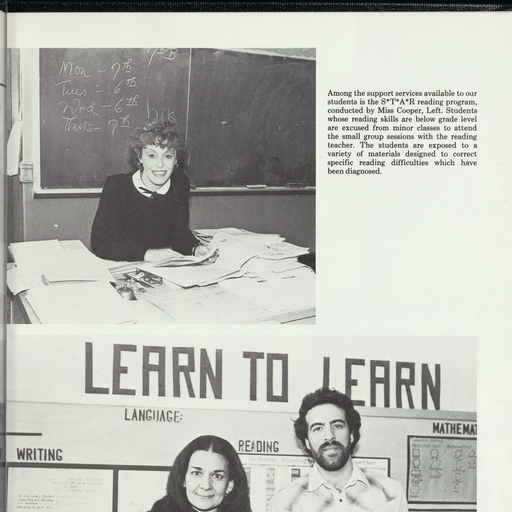 Mon - 7th
Tues - 6th
Wed - 6th
Thurs - 7th
Among the support services available to our
students is the S*T*A*R reading program,
conducted by Miss Cooper, Left. Students
whose reading skills are below grade level
are excused from minor classes to attend
the small group sessions with the reading
teacher. The students are exposed to a
variety of materials designed to correct
specific reading difficulties which have
been diagnosed.
LEARN TO LEARN
LANGUAGE:
MATHEMAT
READING
WRITING